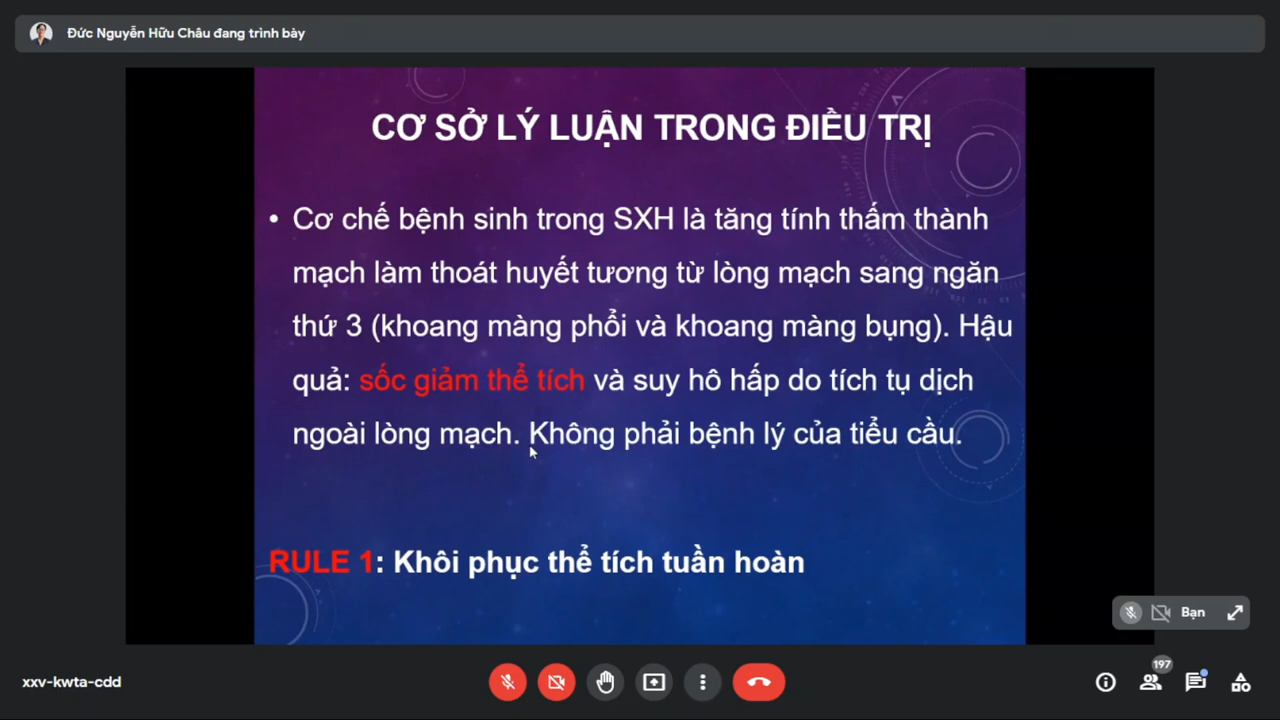 Đức Nguyễn Hữu Châu đang trình bày
CƠ SỞ LÝ LUẬN TRONG ĐIỀU TRỊ
• Cơ chế bệnh sinh trong SXH là tăng tính thấm thành
mạch làm thoát huyết tương từ lòng mạch sang ngăn
thứ 3 (khoang màng phổi và khoang màng bụng). Hậu
quả: sốc giảm thể tích và suy hô hấp do tích tụ dịch
ngoài lòng mạch. Không phải bệnh lý của tiểu cầu.
RULE 1: Khôi phục thể tích tuần hoàn
Bạn
xxv-kwta-cdd
197